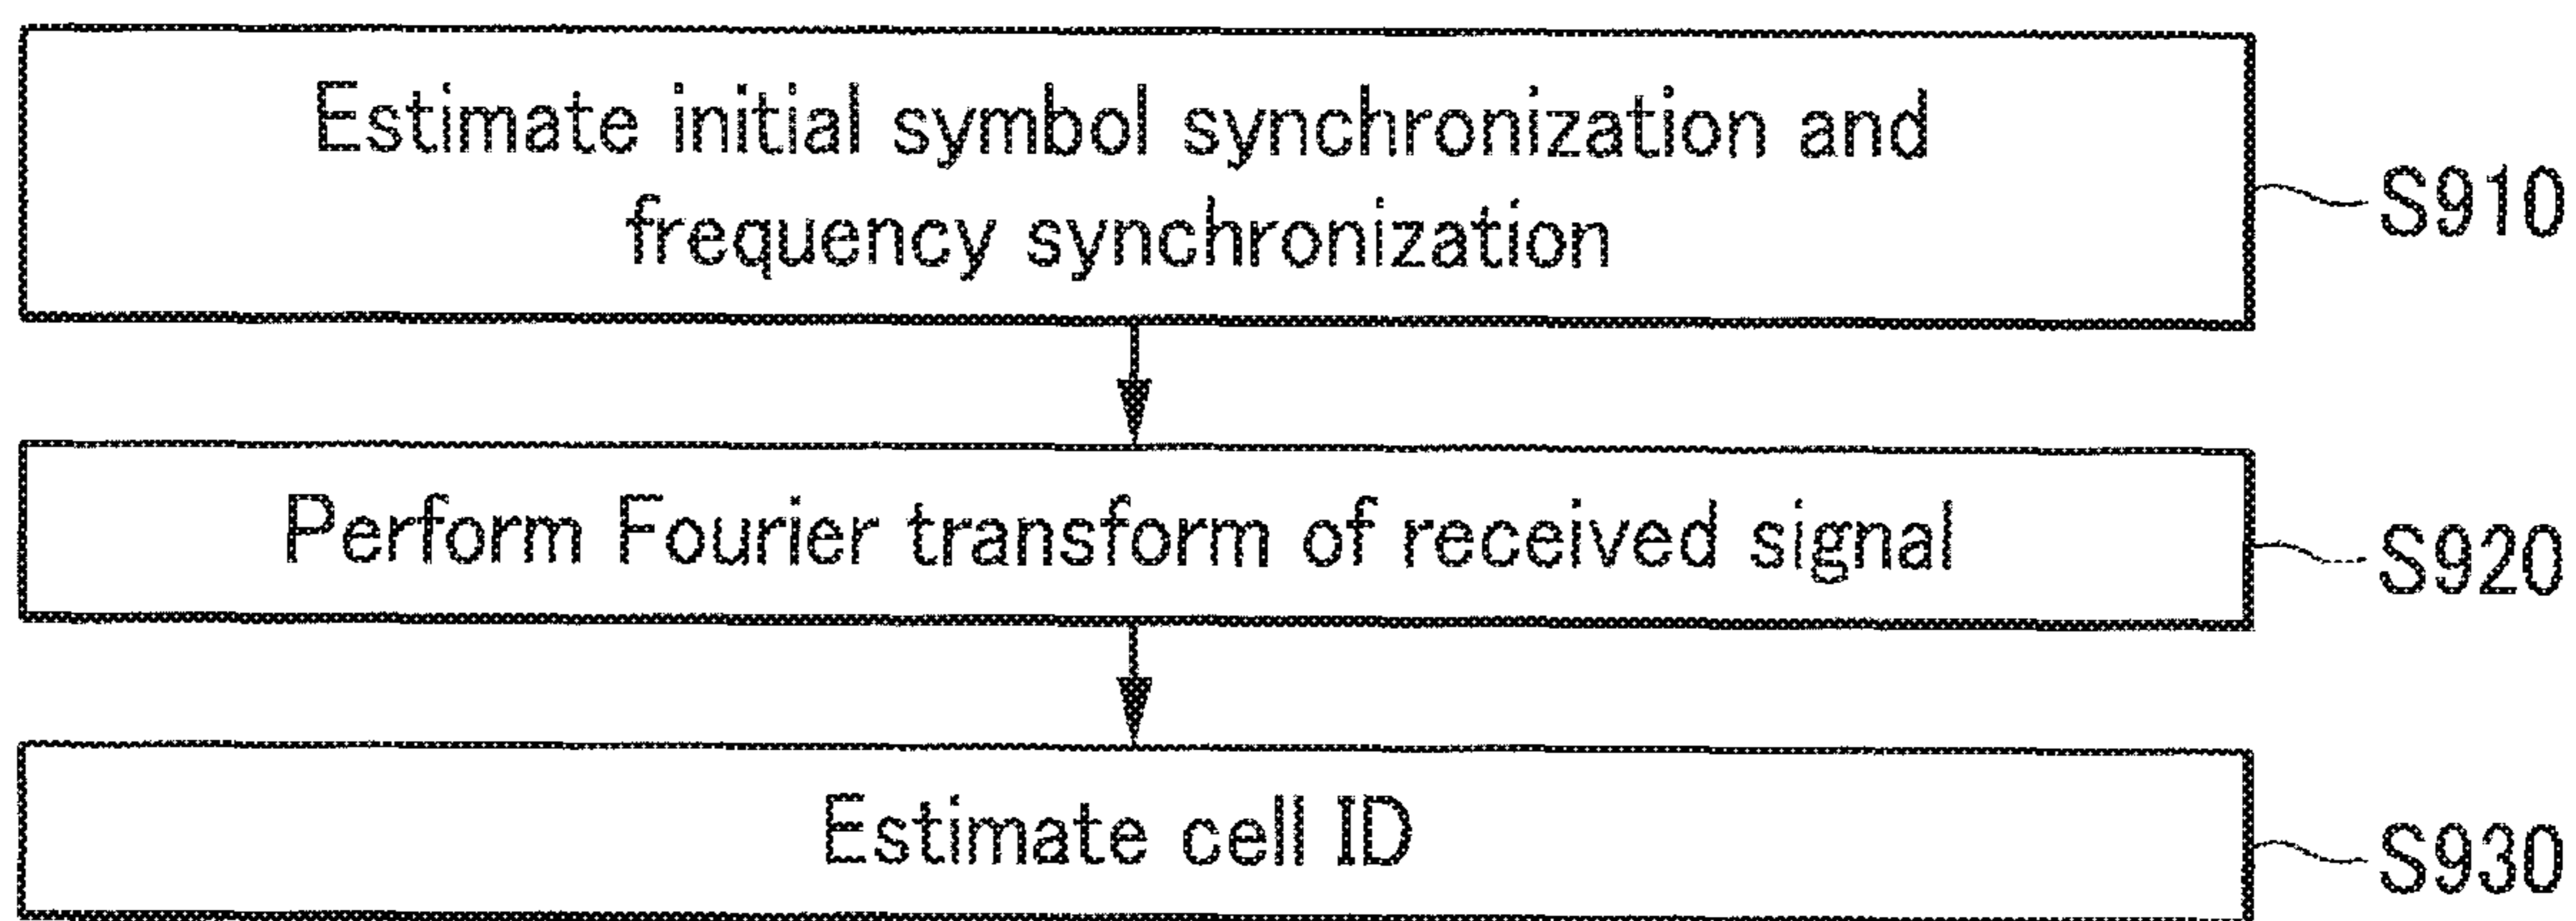 Estimate initial symbol synchronization and
frequency synchronization
S910
Perform Fourier transform of received signal
S920
Estimate cell ID
S930